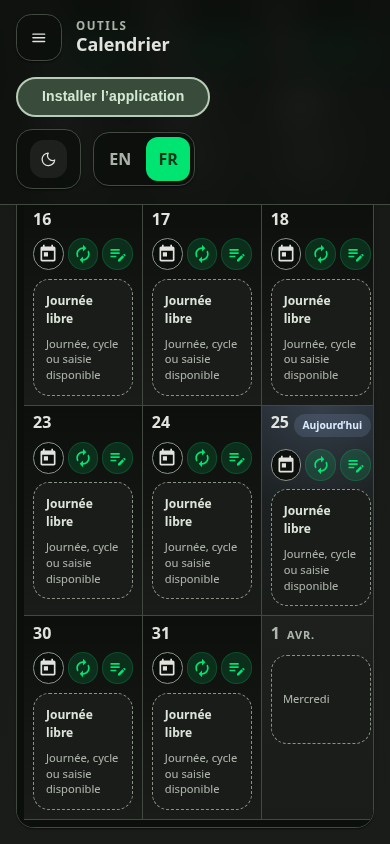 OUTILS
Calendrier
Installer l’application
EN FR
16 17 18
Journée libre
Journée, cycle ou saisie disponible
Journée libre
Journée, cycle ou saisie disponible
Journée libre
Journée, cycle ou saisie disponible
23 24 25 Aujourd’hui
Journée libre
Journée, cycle ou saisie disponible
Journée libre
Journée, cycle ou saisie disponible
Journée libre
Journée, cycle ou saisie disponible
30 31 1 AVR.
Journée libre
Journée, cycle ou saisie disponible
Journée libre
Journée, cycle ou saisie disponible
Mercredi